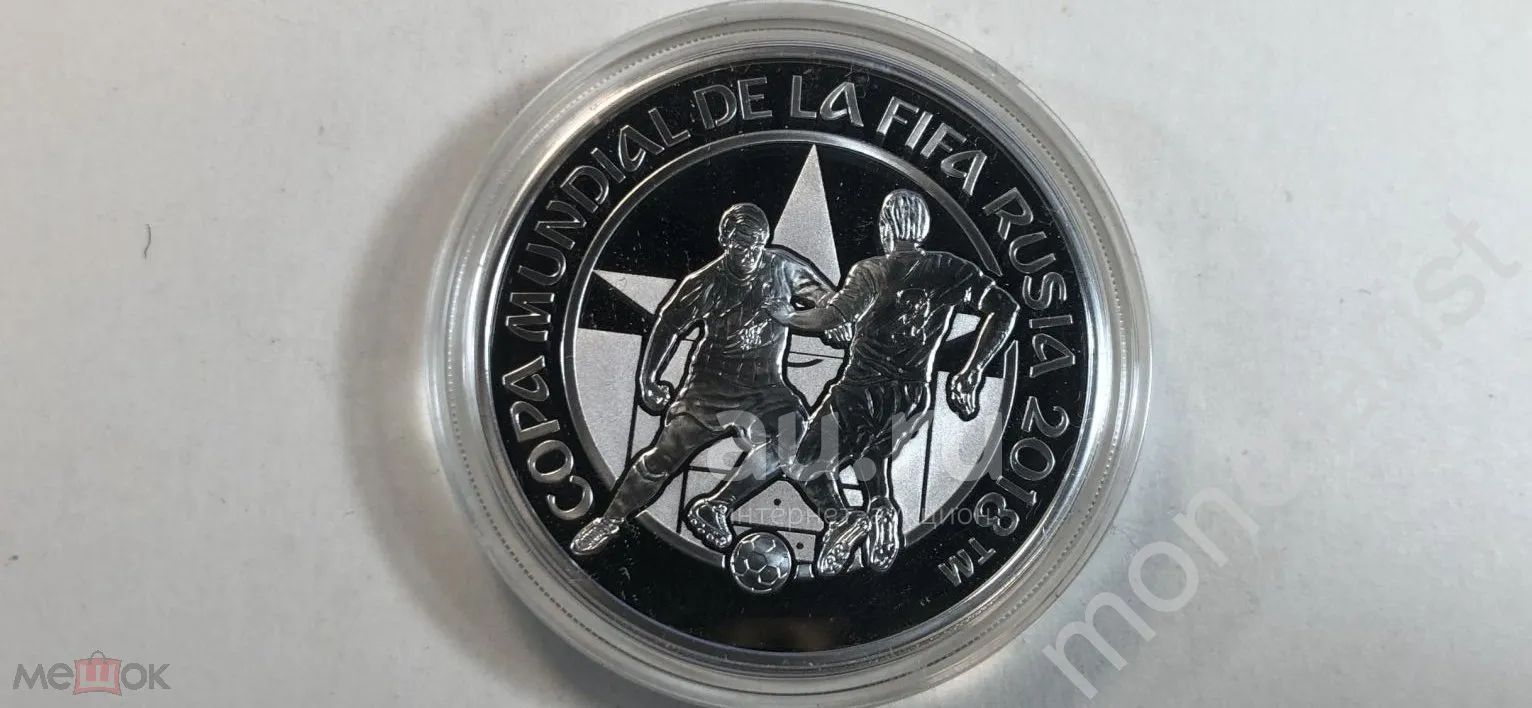 COPA MUNDIAL DE LA FIFA RUSIA 2018 ™
au.ru
интернет-аукцион
мешок